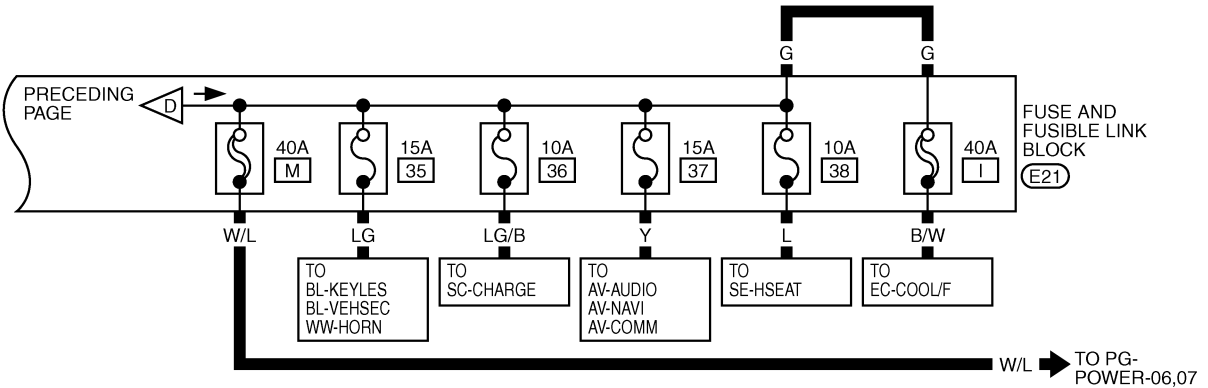 G G
PRECEDING
PAGE
D
40A
M
15A
35
10A
36
15A
37
10A
38
40A
I
FUSE AND
FUSIBLE LINK
BLOCK
E21
W/L LG LG/B Y L B/W
TO
BL-KEYLES
BL-VEHSEC
WW-HORN
TO
SC-CHARGE
TO
AV-AUDIO
AV-NAVI
AV-COMM
TO
SE-HSEAT
TO
EC-COOL/F
W/L
TO PG-
POWER-06,07